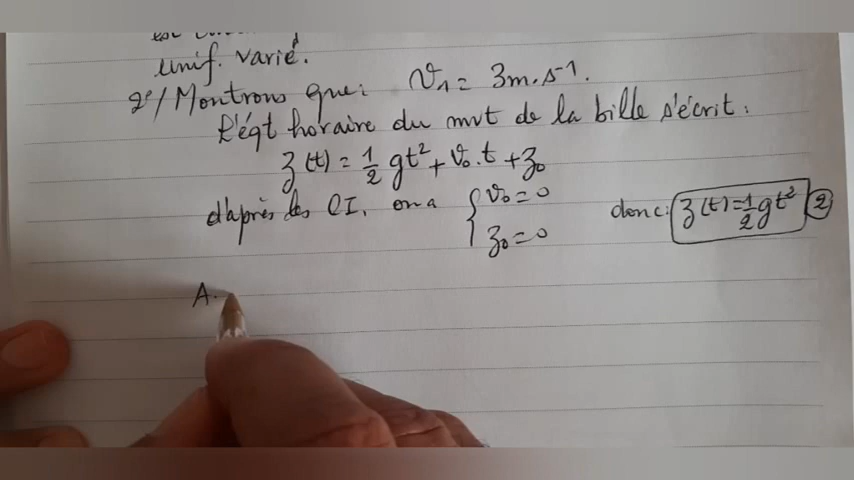 unif. varié.
2°/ Montrons que: v₁ = 3m.s⁻¹.
L'éqt horaire du mvt de la bille s'écrit:
z(t) = 1/2 gt² + v₀.t + z₀
d'après les CI, on a { v₀ = 0 donc: z(t) = 1/2 gt² ②
z₀ = 0
A.